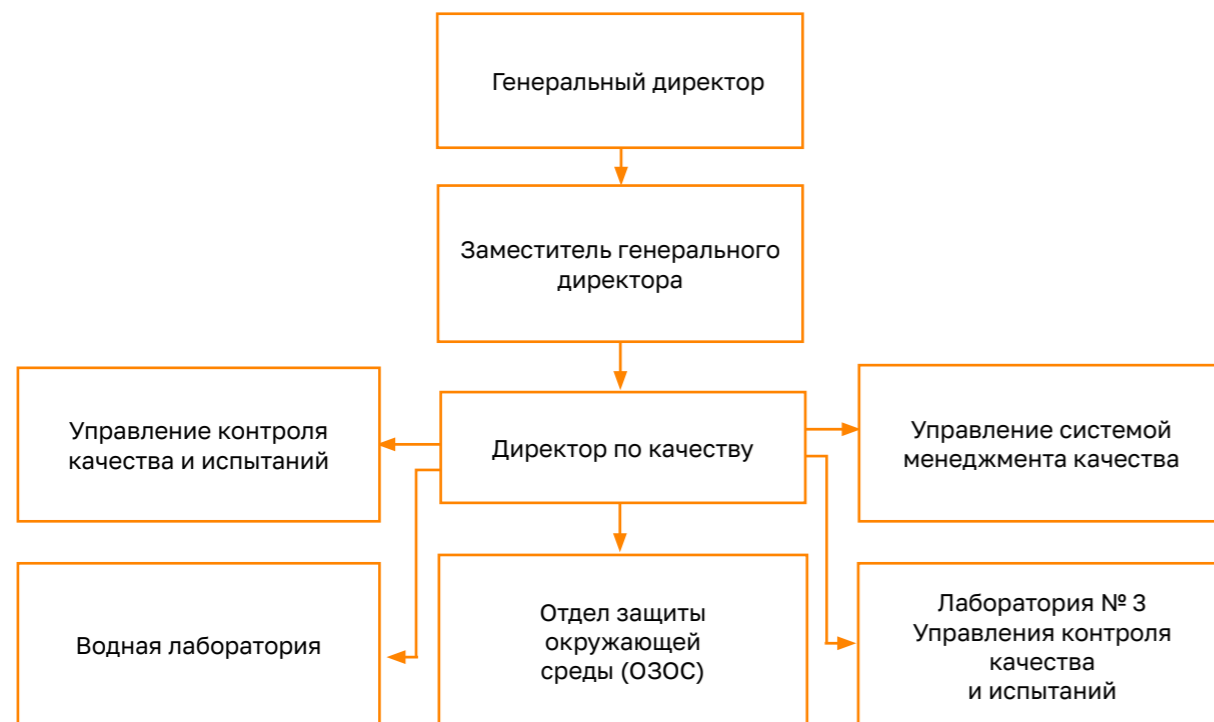 Генеральный директор
Заместитель генерального
директора
Управление контроля
качества и испытаний
Директор по качеству
Управление системой
менеджмента качества
Водная лаборатория
Отдел защиты
окружающей
среды (ОЗОС)
Лаборатория № 3
Управления контроля
качества
и испытаний